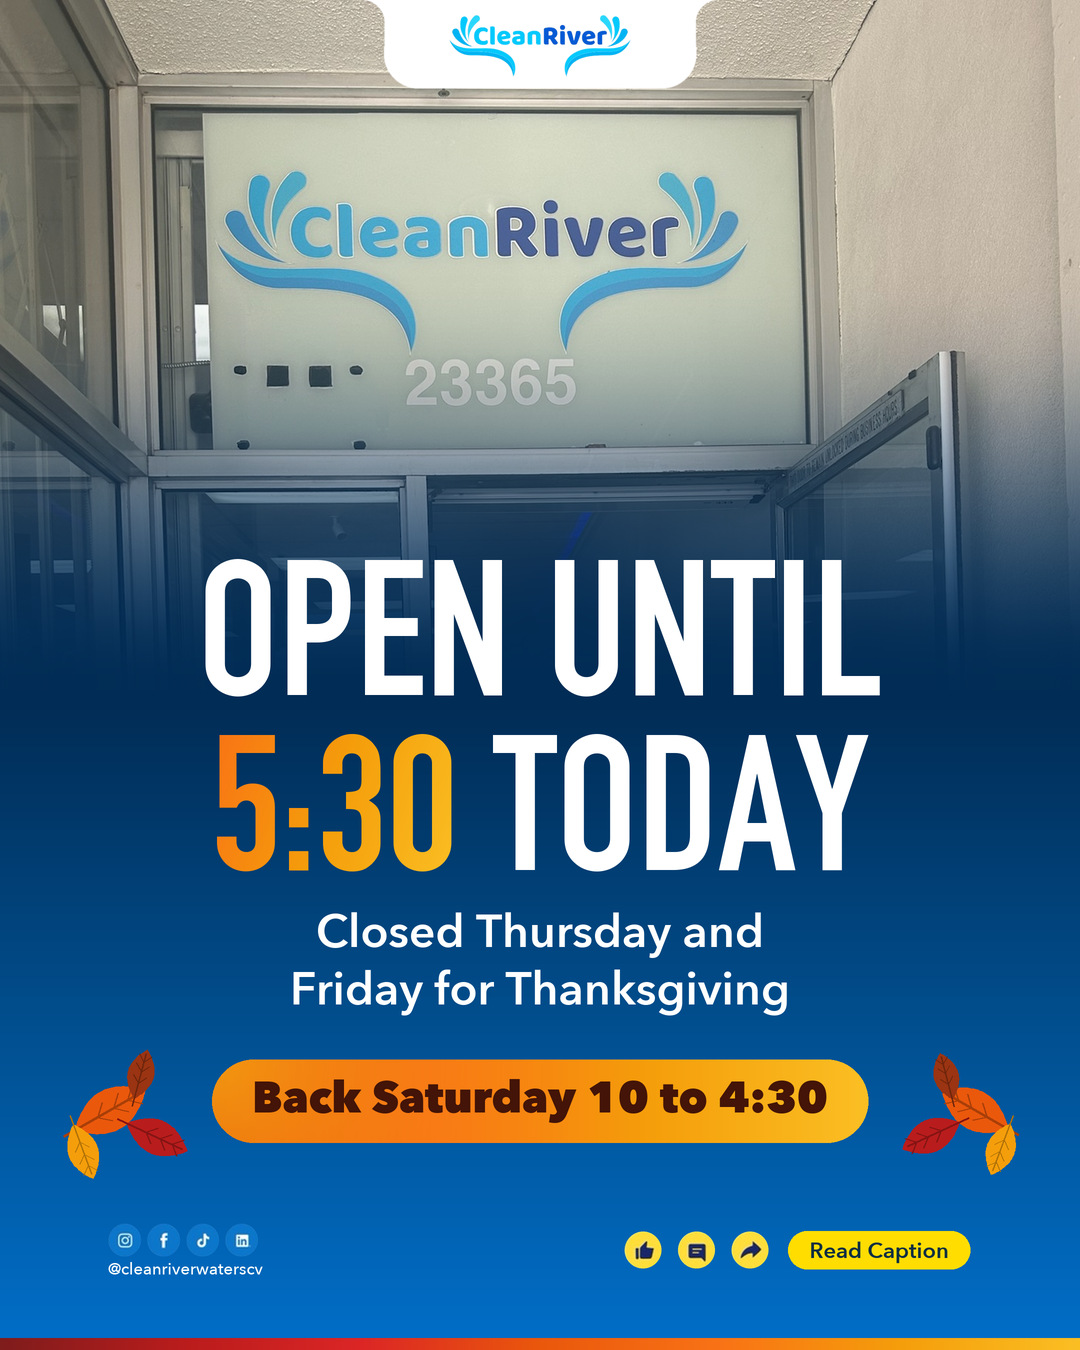 CleanRiver
CleanRiver
23365
OPEN UNTIL
5:30 TODAY
Closed Thursday and
Friday for Thanksgiving
Back Saturday 10 to 4:30
@cleanriverwaterscv
Read Caption